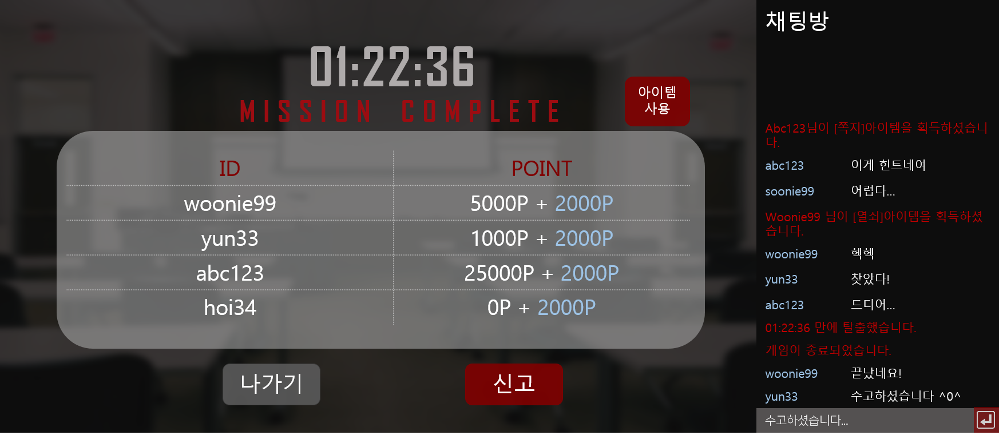 01:22:36
MISSION COMPLETE
아이템
사용
ID POINT
woonie99 5000P + 2000P
yun33 1000P + 2000P
abc123 25000P + 2000P
hoi34 0P + 2000P
나가기 신고
채팅방
Abc123님이 [쪽지]아이템을 획득하셨습니
다.
abc123 이게 힌트네여
soonie99 어렵다...
Woonie99 님이 [열쇠]아이템을 획득하셨
습니다.
woonie99 헥헥
yun33 찾았다!
abc123 드디어...
01:22:36 만에 탈출했습니다.
게임이 종료되었습니다.
woonie99 끝났네요!
yun33 수고하셨습니다 ^0^
수고하셨습니다...